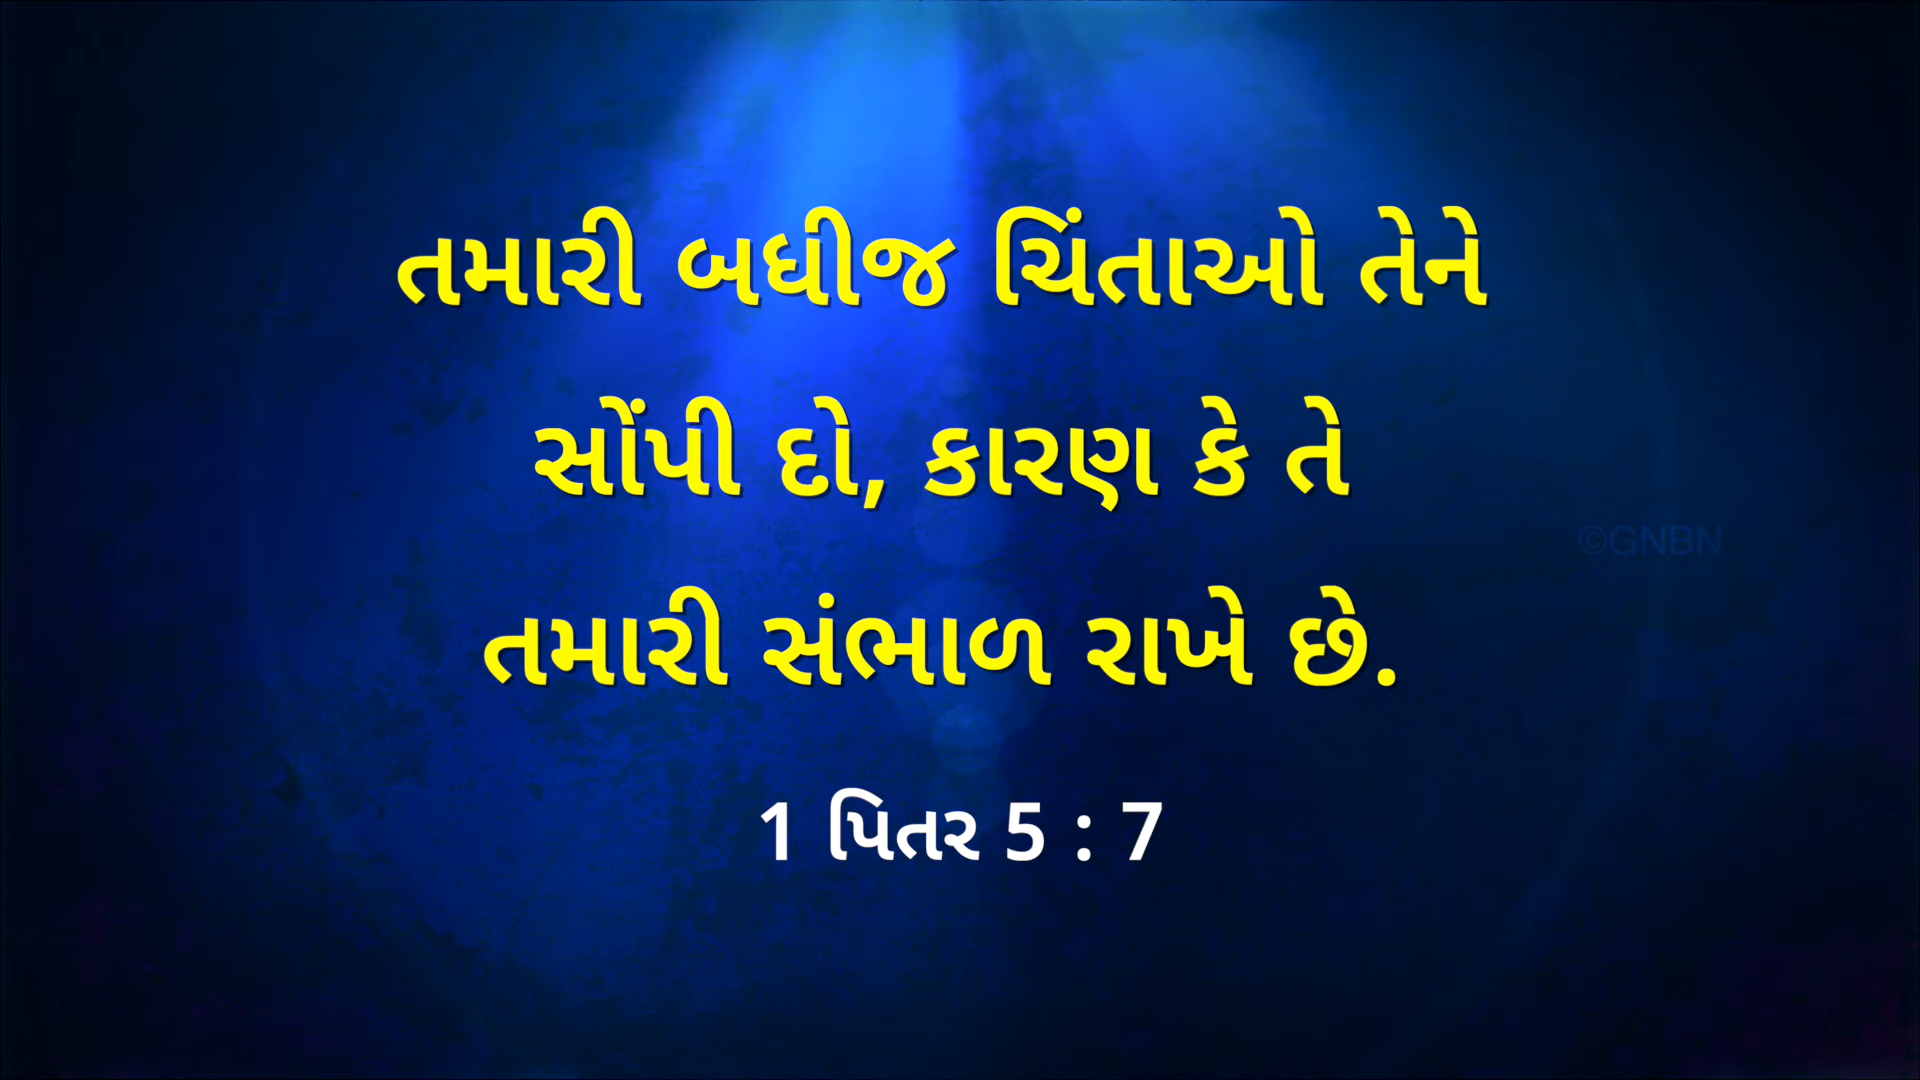 તમારી બધીજ ચિંતાઓ તેને
સોંપી દો, કારણ કે તે
©GNBN
તમારી સંભાળ રાખે છે.
1 પિતર 5 : 7